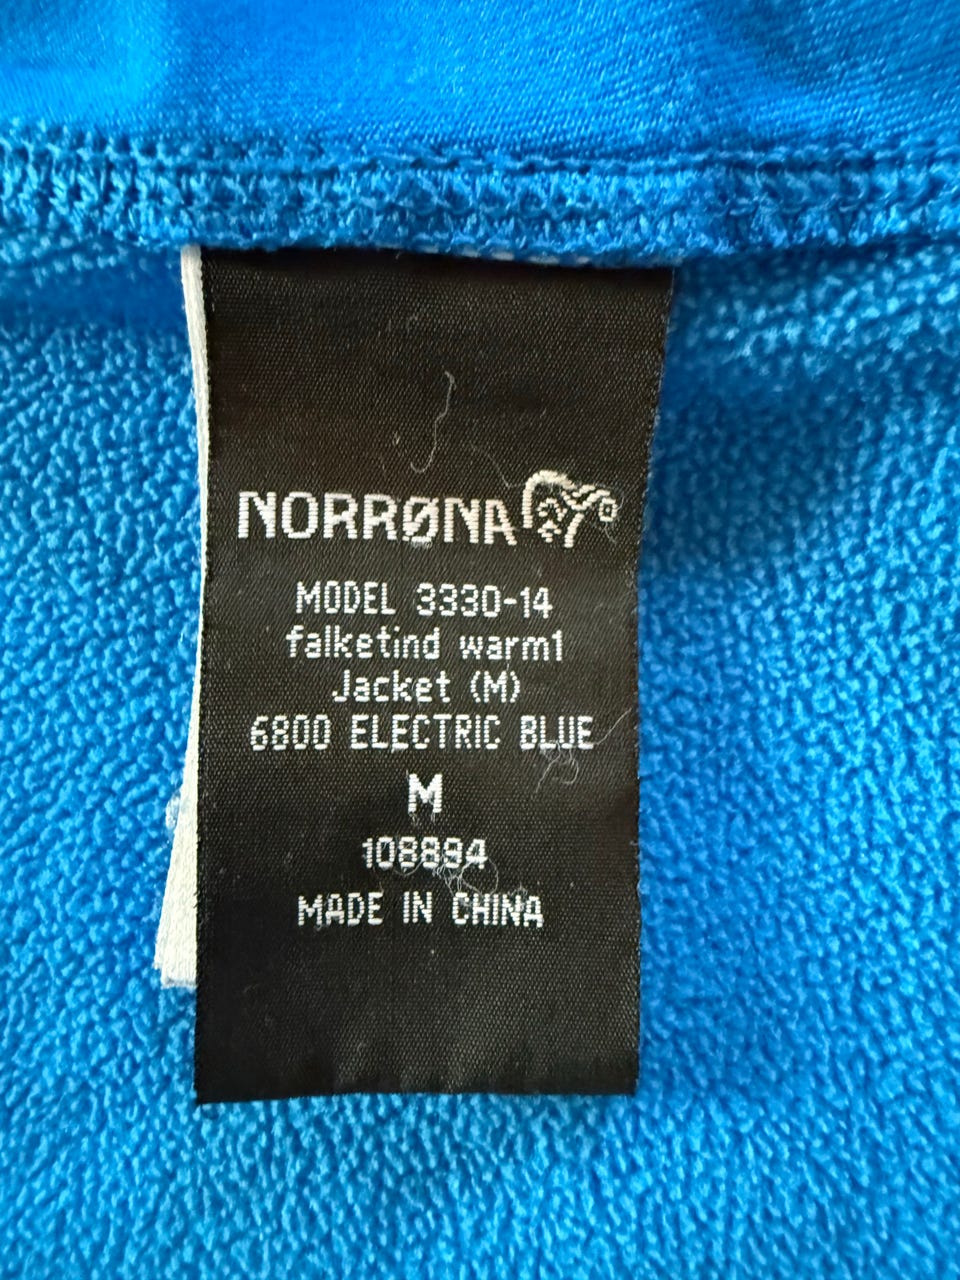 NORRØNA
MODEL 3330-14
falketind warm1
Jacket (M)
6800 ELECTRIC BLUE
M
108894
MADE IN CHINA